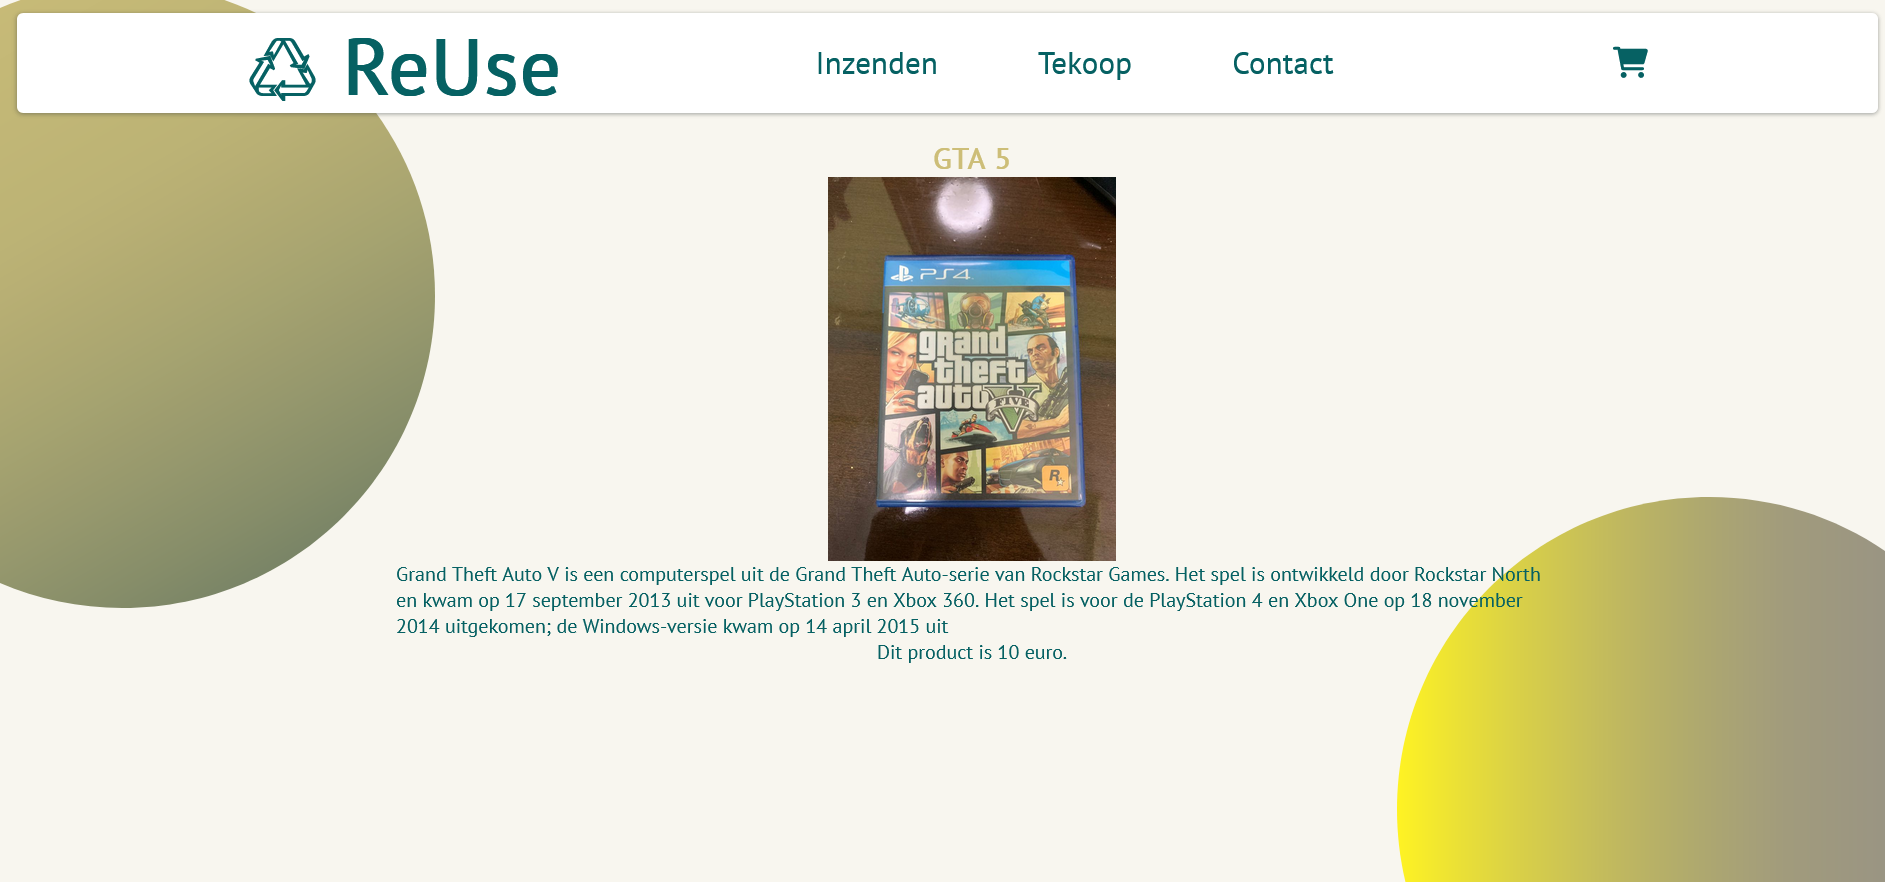 ReUse
Inzenden
Tekoop
Contact
GTA 5
PS4
grand
theft
auto
FIVE
R
Grand Theft Auto V is een computerspel uit de Grand Theft Auto-serie van Rockstar Games. Het spel is ontwikkeld door Rockstar North
en kwam op 17 september 2013 uit voor PlayStation 3 en Xbox 360. Het spel is voor de PlayStation 4 en Xbox One op 18 november
2014 uitgekomen; de Windows-versie kwam op 14 april 2015 uit
Dit product is 10 euro.